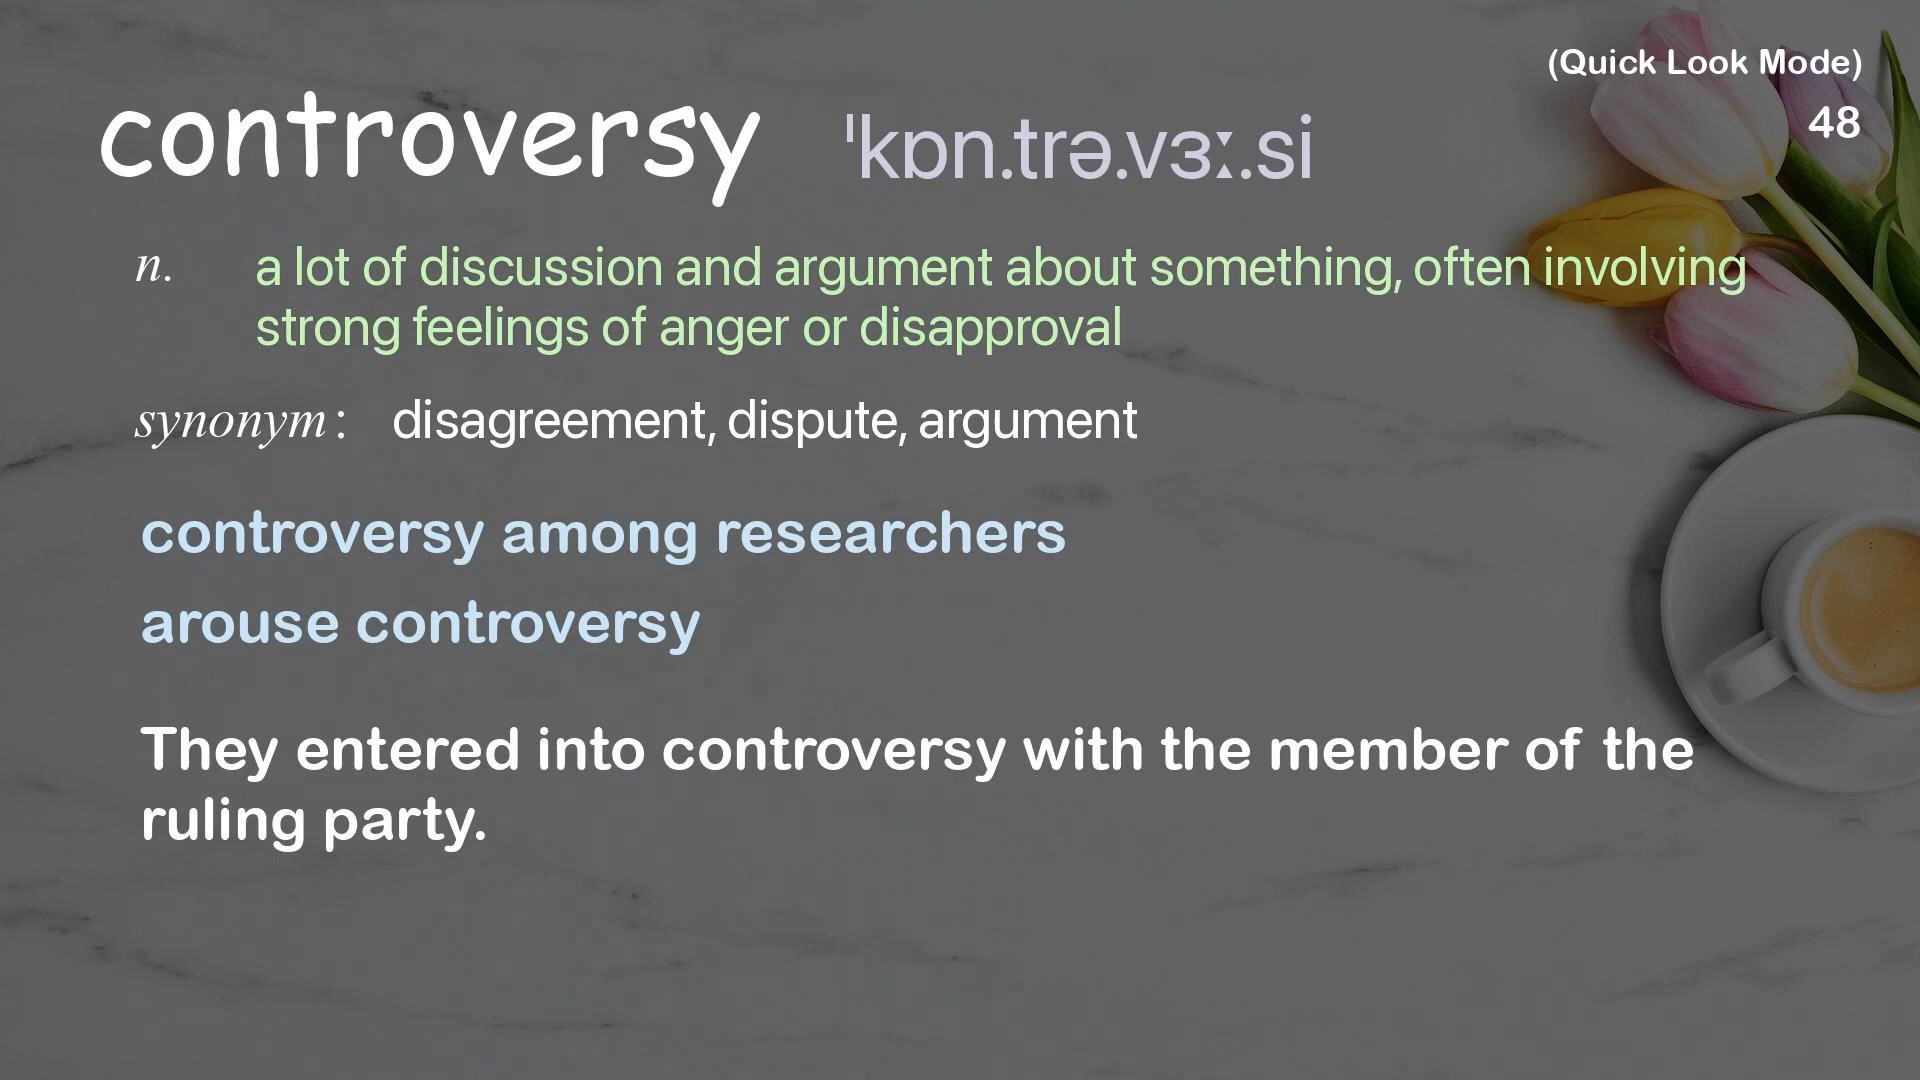 (Quick Look Mode)
48
controversy ˈkɒn.trə.vɜː.si
n. a lot of discussion and argument about something, often involving
strong feelings of anger or disapproval
synonym : disagreement, dispute, argument
controversy among researchers
arouse controversy
They entered into controversy with the member of the
ruling party.